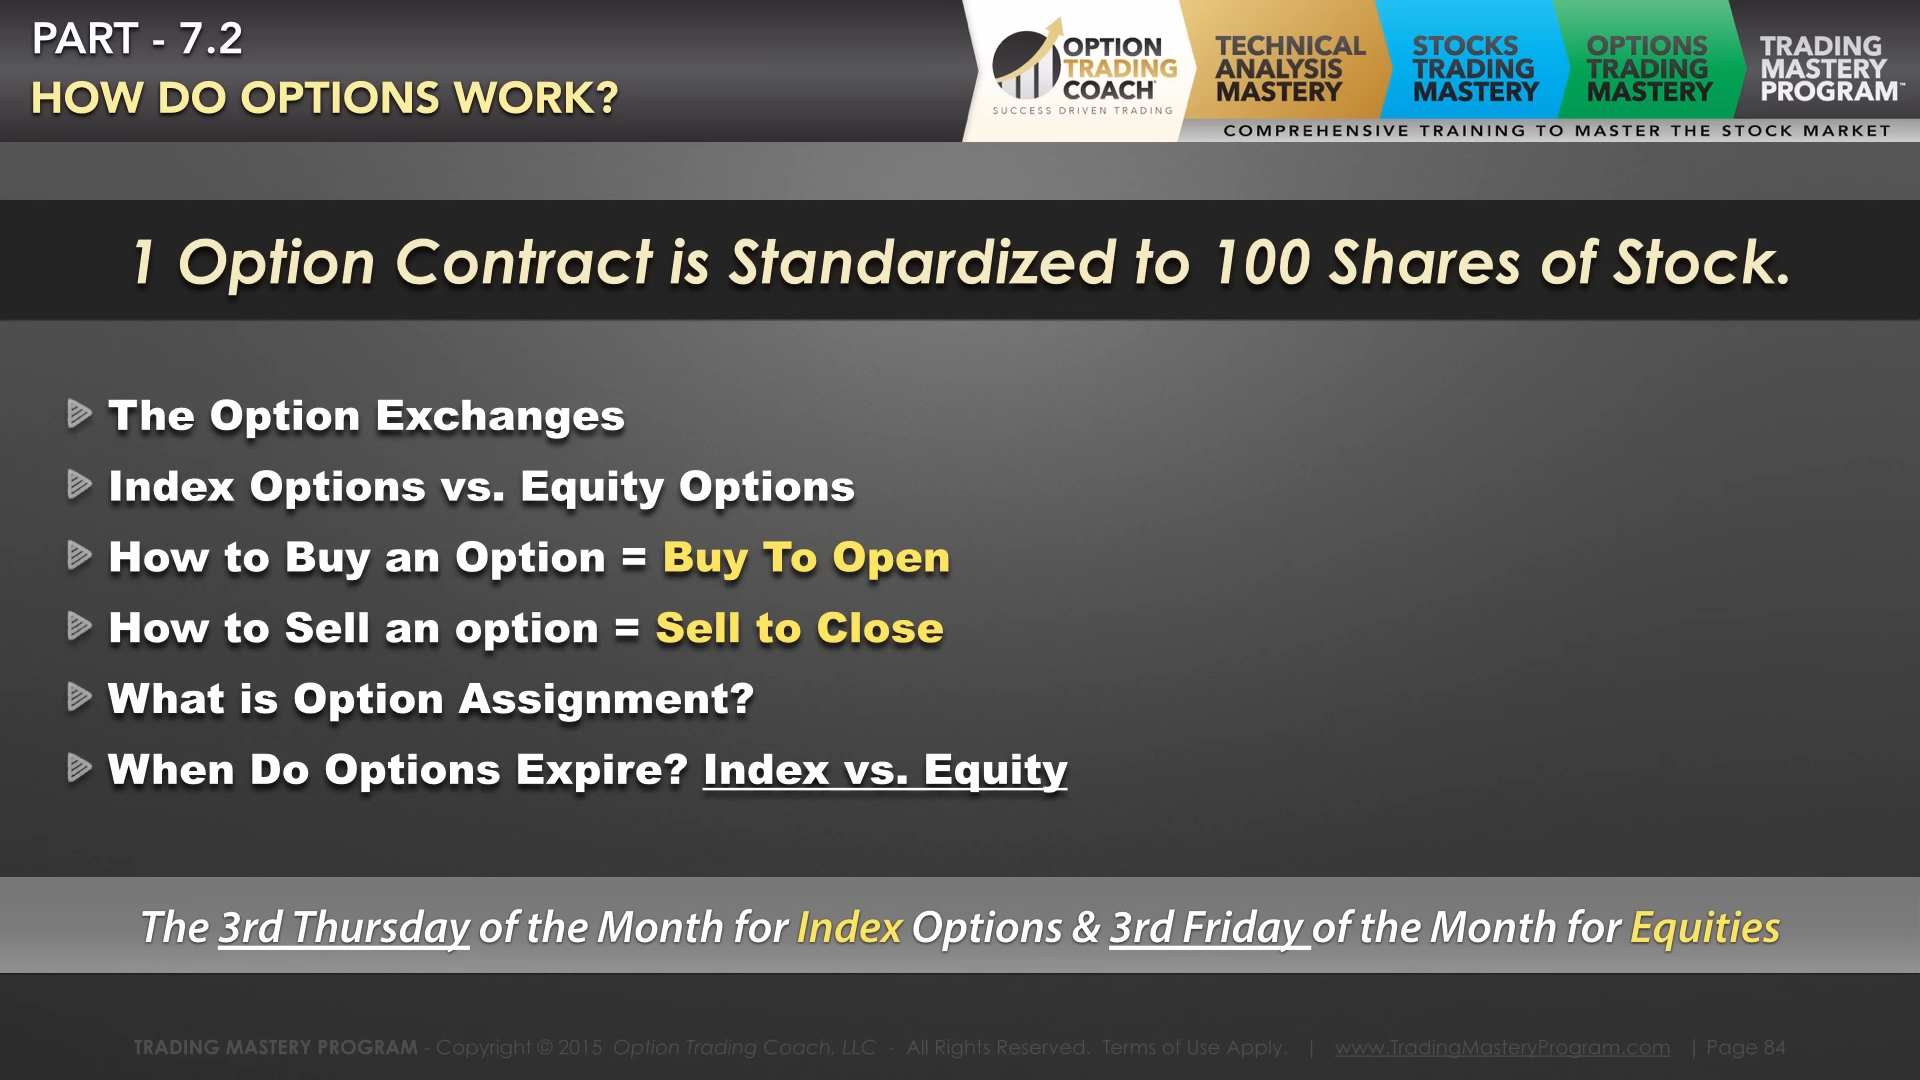 PART - 7.2
HOW DO OPTIONS WORK?
OPTION
TRADING
COACH
SUCCESS DRIVEN TRADING
TECHNICAL
ANALYSIS
MASTERY
STOCKS
TRADING
MASTERY
OPTIONS
TRADING
MASTERY
TRADING
MASTERY
PROGRAM™
COMPREHENSIVE TRAINING TO MASTER THE STOCK MARKET
1 Option Contract is Standardized to 100 Shares of Stock.
The Option Exchanges
Index Options vs. Equity Options
How to Buy an Option = Buy To Open
How to Sell an option = Sell to Close
What is Option Assignment?
When Do Options Expire? Index vs. Equity
The 3rd Thursday of the Month for Index Options & 3rd Friday of the Month for Equities
TRADING MASTERY PROGRAM - Copyright © 2015 Option Trading Coach, LLC - All Rights Reserved. Terms of Use Apply. | www.TradingMasteryProgram.com | Page 84